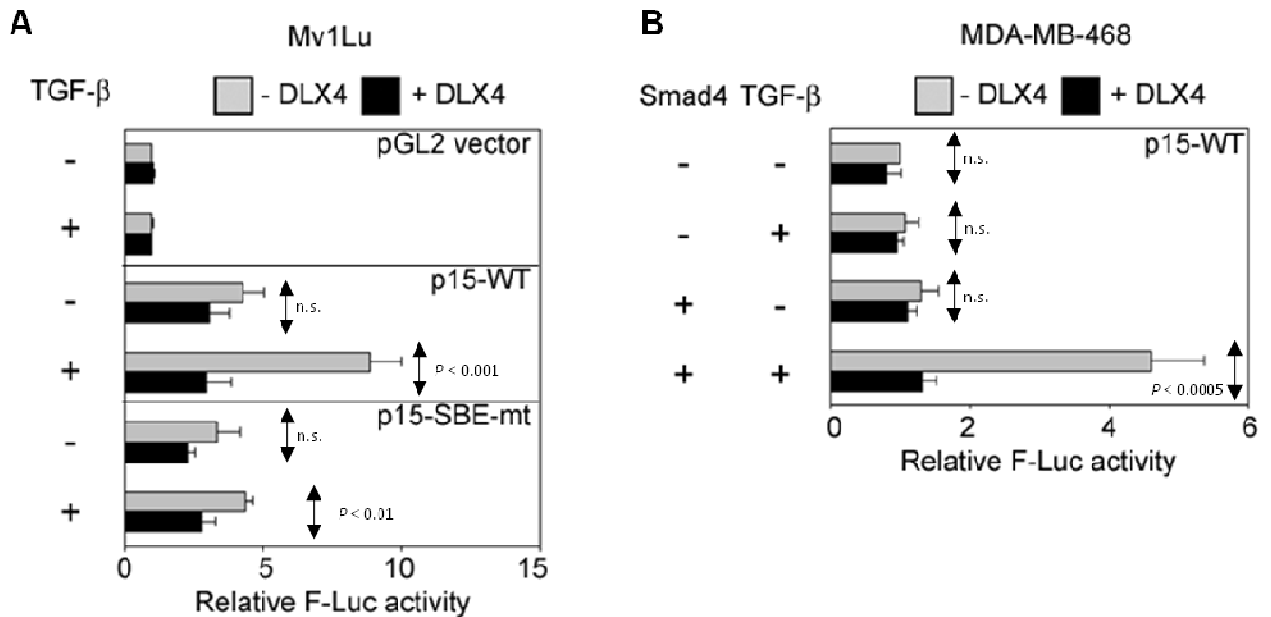 A
Mv1Lu
TGF-β - DLX4 + DLX4
pGL2 vector
-
+
p15-WT
-
n.s.
+
P < 0.001
p15-SBE-mt
-
n.s.
+
P < 0.01
0 5 10 15
Relative F-Luc activity
B
MDA-MB-468
Smad4 TGF-β - DLX4 + DLX4
p15-WT
- - n.s.
- + n.s.
+ - n.s.
+ +
P < 0.0005
0 2 4 6
Relative F-Luc activity